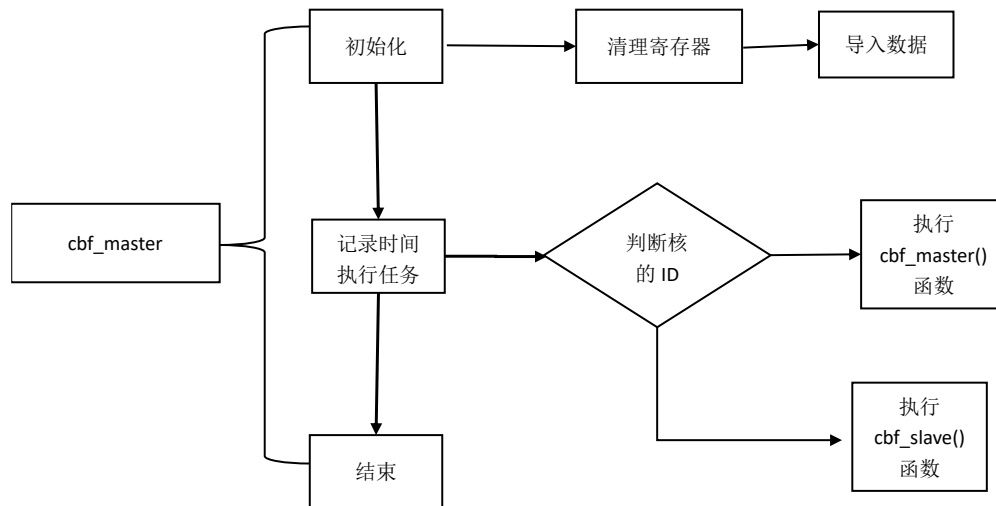 初始化
清理寄存器
导入数据
cbf_master
记录时间
执行任务
判断核
的 ID
执行
cbf_master()
函数
执行
cbf_slave()
函数
结束